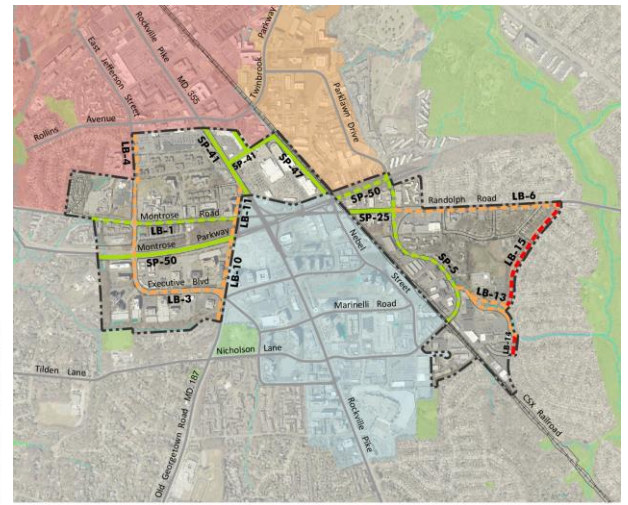 Rockville Pike MD 355
East Jefferson Street
Twinbrook Parkway
Parklawn Drive
Rollins Avenue
LB-4
SP-41
SP-41
SP-47
SP-50
Randolph Road
LB-6
SP-25
Montrose Road
LB-1
LB-11
Montrose Parkway
SP-50
LB-10
Nebel Street
SP-5
LB-15
Executive Blvd
LB-3
LB-13
Marinelli Road
LB-14
Nicholson Lane
Tilden Lane
Old Georgetown Road MD 187
Rockville Pike
CSX Railroad